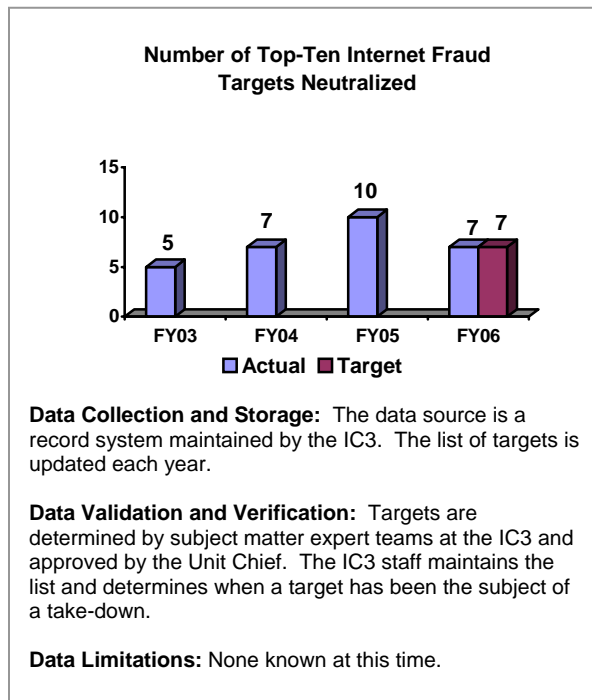 Number of Top-Ten Internet Fraud
Targets Neutralized
15
10
5
0
5
7
10
7 7
FY03 FY04 FY05 FY06
Actual Target
Data Collection and Storage: The data source is a
record system maintained by the IC3. The list of targets is
updated each year.
Data Validation and Verification: Targets are
determined by subject matter expert teams at the IC3 and
approved by the Unit Chief. The IC3 staff maintains the
list and determines when a target has been the subject of
a take-down.
Data Limitations: None known at this time.